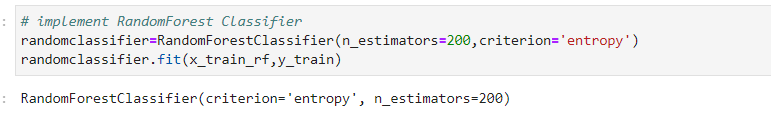 # implement RandomForest Classifier
randomclassifier=RandomForestClassifier(n_estimators=200,criterion='entropy')
randomclassifier.fit(x_train_rf,y_train)
RandomForestClassifier(criterion='entropy', n_estimators=200)